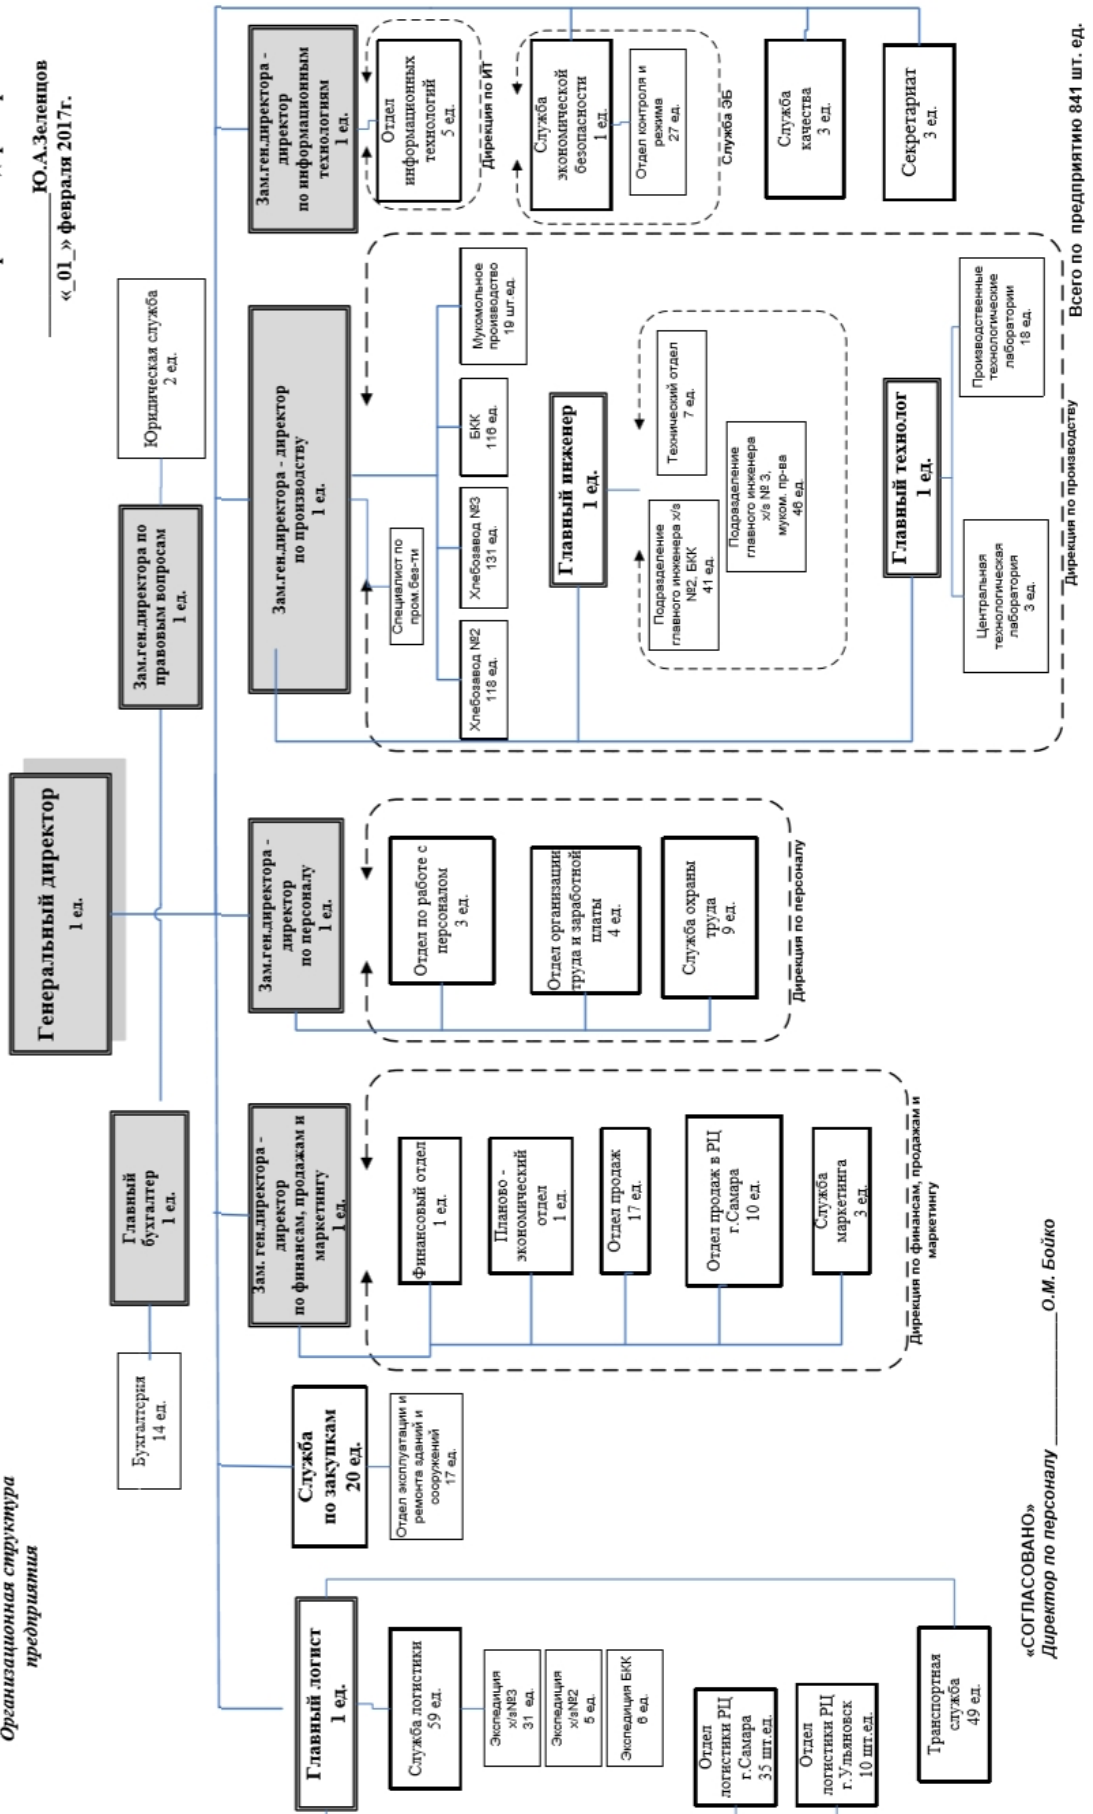 Организационная структура
предприятия
Ю.А.Зеленцов
«_01_» февраля 2017г.
Генеральный директор
1 ед.
Бухгалтерия
14 ед.
Главный
бухгалтер
1 ед.
Зам.ген.директора по
правовым вопросам
1 ед.
Юридическая служба
2 ед.
Главный логист
1 ед.
Служба логистики
59 ед.
Экспедиция
х/з№3
31 ед.
Экспедиция
х/з№2
5 ед.
Экспедиция БКК
6 ед.
Отдел
логистики РЦ
г.Самара
35 шт.ед.
Отдел
логистики РЦ
г.Ульяновск
10 шт.ед.
Транспортная
служба
49 ед.
Служба
по закупкам
20 ед.
Отдел эксплуатации и
ремонта зданий и
сооружений
17 ед.
Зам. ген.директора -
директор
по финансам, продажам и
маркетингу
1 ед.
Финансовый отдел
1 ед.
Планово -
экономический
отдел
1 ед.
Отдел продаж
17 ед.
Отдел продаж в РЦ
г.Самара
10 ед.
Служба
маркетинга
3 ед.
Дирекция по финансам, продажам и
маркетингу
Зам.ген.директора -
директор
по персоналу
1 ед.
Отдел по работе с
персоналом
3 ед.
Отдел организации
труда и заработной
платы
4 ед.
Служба охраны
труда
9 ед.
Дирекция по персоналу
Зам.ген.директора - директор
по производству
1 ед.
Специалист по
пром.без-ти
Хлебозавод №2
118 ед.
Хлебозавод №3
131 ед.
БКК
116 ед.
Мукомольное
производство
19 шт.ед.
Главный инженер
1 ед.
Подразделение
главного инженера х/з
№2, БКК
41 ед.
Технический отдел
7 ед.
Подразделение
главного инженера
х/з № 3,
муком. пр-ва
46 ед.
Главный технолог
1 ед.
Центральная
технологическая
лаборатория
3 ед.
Производственные
технологические
лаборатории
18 ед.
Дирекция по производству
Зам.ген.директора -
директор
по информационным
технологиям
1 ед.
Отдел
информационных
технологий
5 ед.
Дирекция по ИТ
Служба
экономической
безопасности
1 ед.
Отдел контроля и
режима
27 ед.
Служба ЭБ
Служба
качества
3 ед.
Секретариат
3 ед.
Всего по предприятию 841 шт. ед.
«СОГЛАСОВАНО»
Директор по персоналу ____________ О.М. Бойко